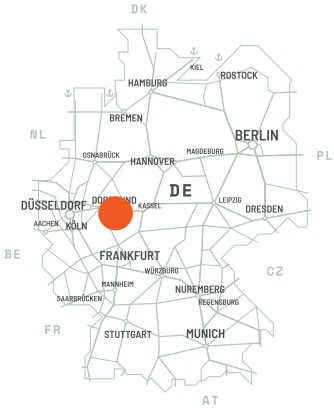 DK
KIEL
ROSTOCK
HAMBURG
BREMEN
NL
BERLIN
MAGDEBURG
OSNABRÜCK
HANNOVER
PL
DE
DÜSSELDORF
KASSEL
LEIPZIG
DRESDEN
AACHEN
KÖLN
BE
FRANKFURT
WÜRZBURG
CZ
MANNHEIM
NUREMBERG
SAARBRÜCKEN
REGENSBURG
FR
STUTTGART
MUNICH
AT